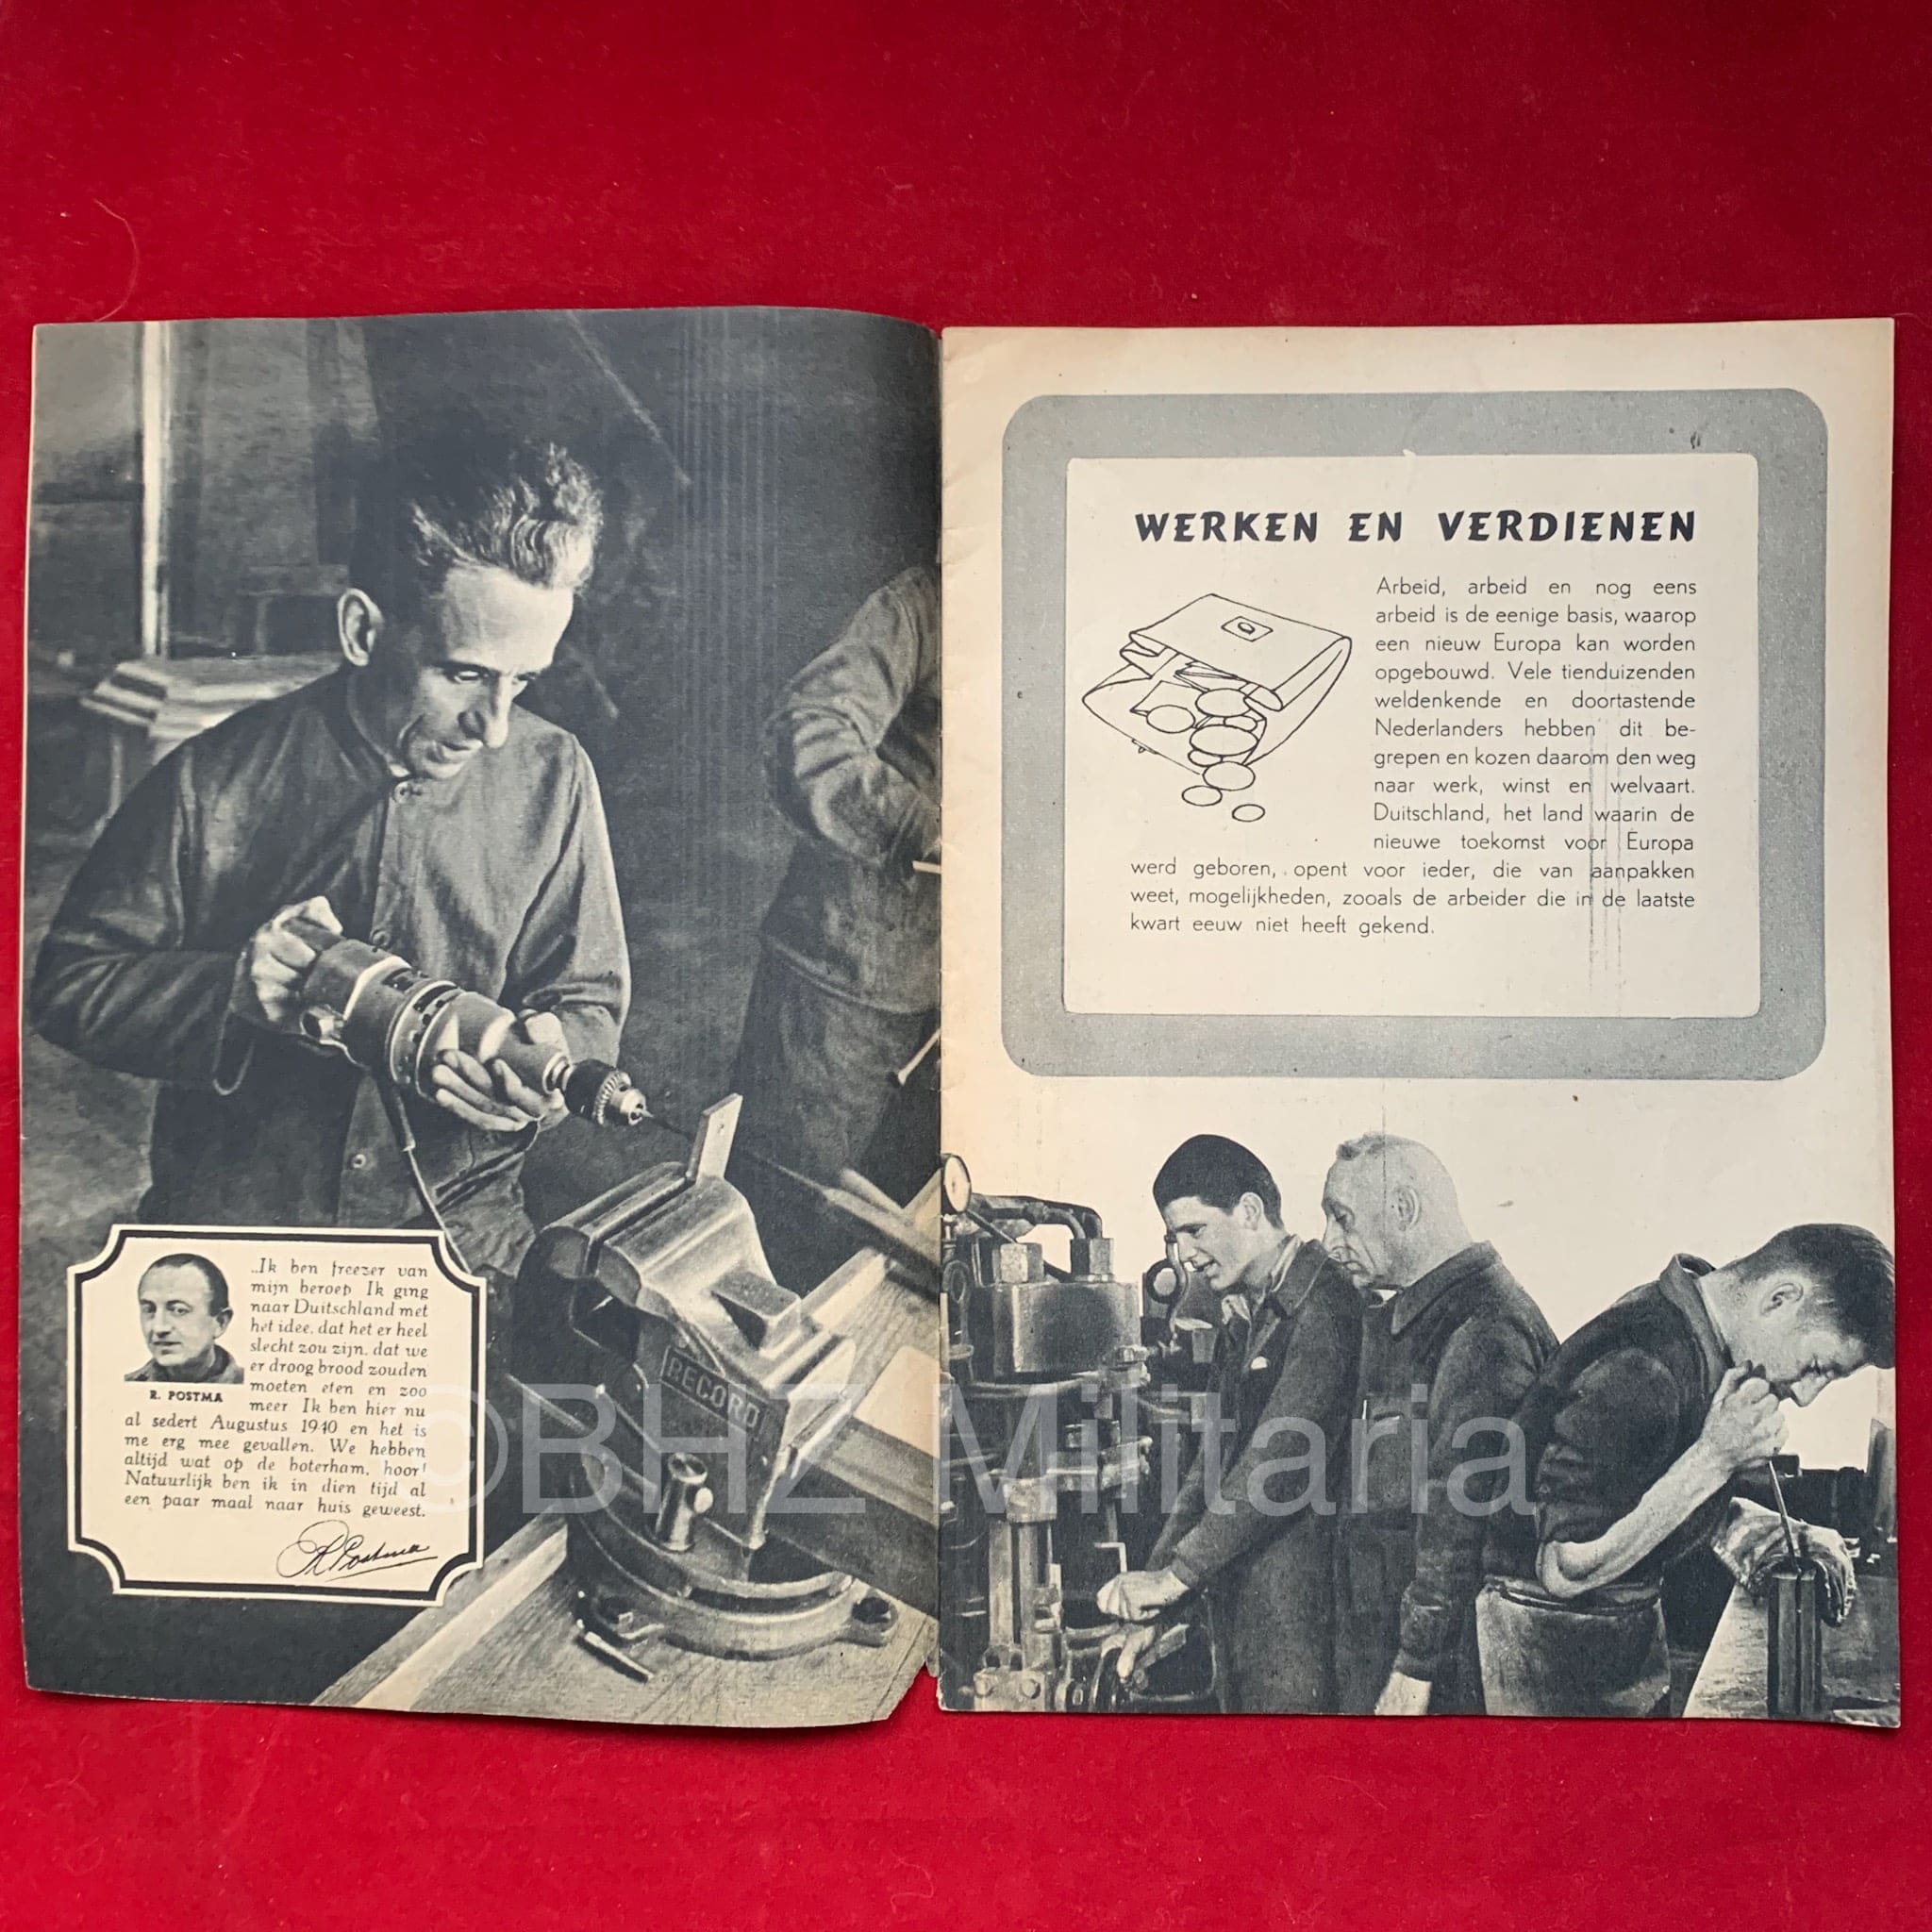 „Ik ben freezer van
mijn beroep Ik ging
naar Duitschland met
het idee, dat het er heel
slecht zou zijn, dat we
er droog brood zouden
moeten eten en zoo
meer Ik ben hier nu
al sedert Augustus 1940 en het is
me erg mee gevallen. We hebben
altijd wat op de boterham, hoor!
Natuurlijk ben ik in dien tijd al
een paar maal naar huis geweest.
R. POSTMA
R Postma
RECORD
WERKEN EN VERDIENEN
Arbeid, arbeid en nog eens
arbeid is de eenige basis, waarop
een nieuw Europa kan worden
opgebouwd. Vele tienduizenden
weldenkende en doortastende
Nederlanders hebben dit be-
grepen en kozen daarom den weg
naar werk, winst en welvaart.
Duitschland, het land waarin de
nieuwe toekomst voor Europa
werd geboren, opent voor ieder, die van aanpakken
weet, mogelijkheden, zooals de arbeider die in de laatste
kwart eeuw niet heeft gekend.
©BHZ Militaria